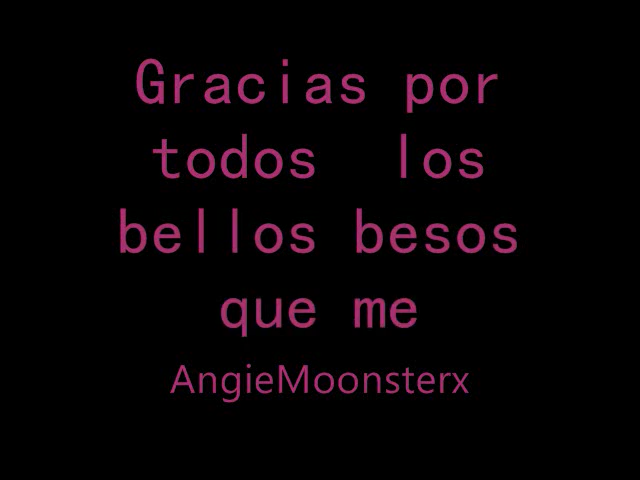 Gracias por
todos los
bellos besos
que me
AngieMoonsterx